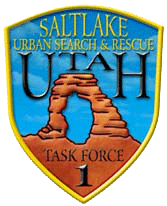 SALTLAKE
URBAN SEARCH & RESCUE
UTAH
TASK FORCE
1